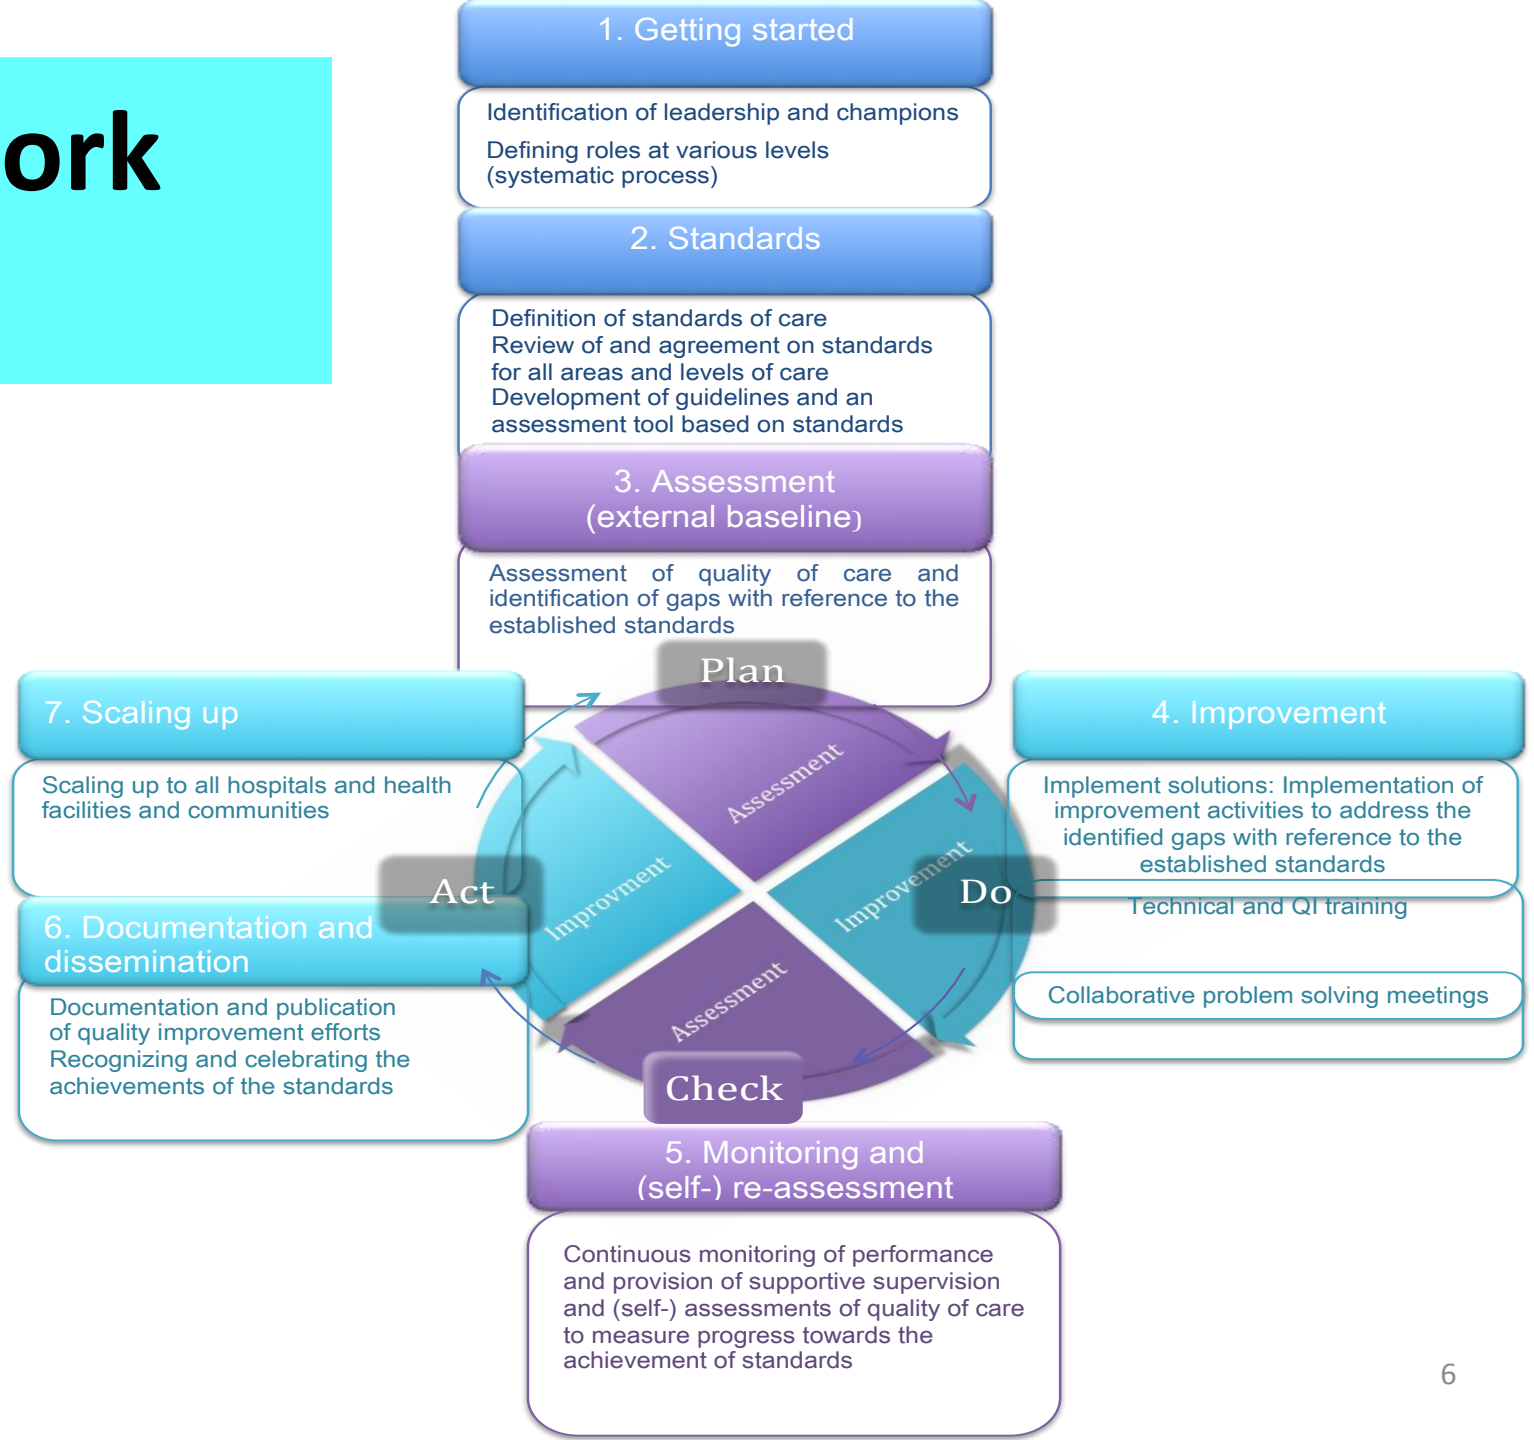 ork
1. Getting started
Identification of leadership and champions
Defining roles at various levels
(systematic process)
2. Standards
Definition of standards of care
Review of and agreement on standards
for all areas and levels of care
Development of guidelines and an
assessment tool based on standards
3. Assessment
(external baseline)
Assessment of quality of care and
identification of gaps with reference to the
established standards
Plan
Assessment
Improvement
Do
Assessment
Check
Improvment
Act
4. Improvement
Implement solutions: Implementation of
improvement activities to address the
identified gaps with reference to the
established standards
Technical and QI training
Collaborative problem solving meetings
5. Monitoring and
(self-) re-assessment
Continuous monitoring of performance
and provision of supportive supervision
and (self-) assessments of quality of care
to measure progress towards the
achievement of standards
6. Documentation and
dissemination
Documentation and publication
of quality improvement efforts
Recognizing and celebrating the
achievements of the standards
7. Scaling up
Scaling up to all hospitals and health
facilities and communities
6